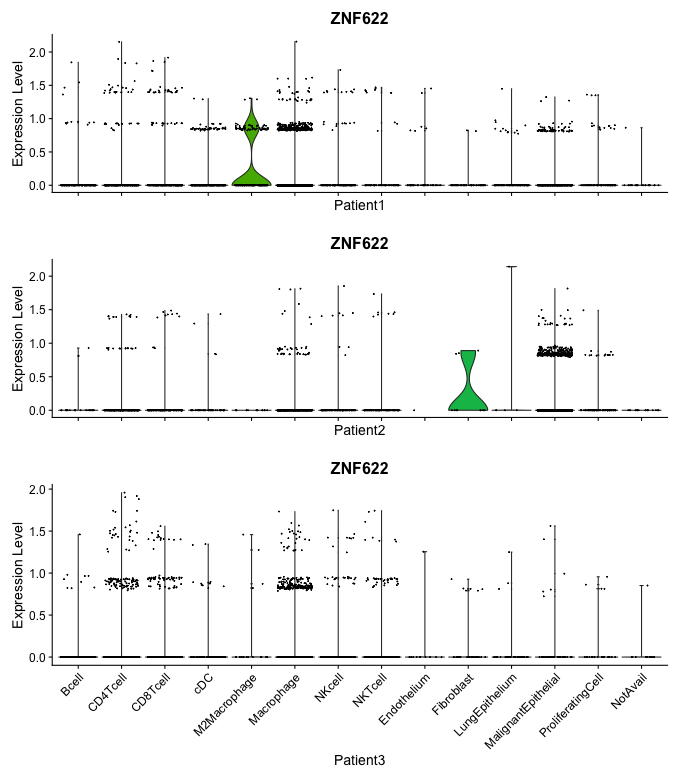 ZNF622
Expression Level
2.0
1.5
1.0
0.5
0.0
Patient1
ZNF622
Expression Level
2.0
1.5
1.0
0.5
0.0
Patient2
ZNF622
Expression Level
2.0
1.5
1.0
0.5
0.0
Bcell
CD4Tcell
CD8Tcell
cDC
M2Macrophage
Macrophage
NKcell
NKTcell
Endothelium
Fibroblast
LungEpithelium
MalignantEpithelial
ProliferatingCell
NotAvail
Patient3